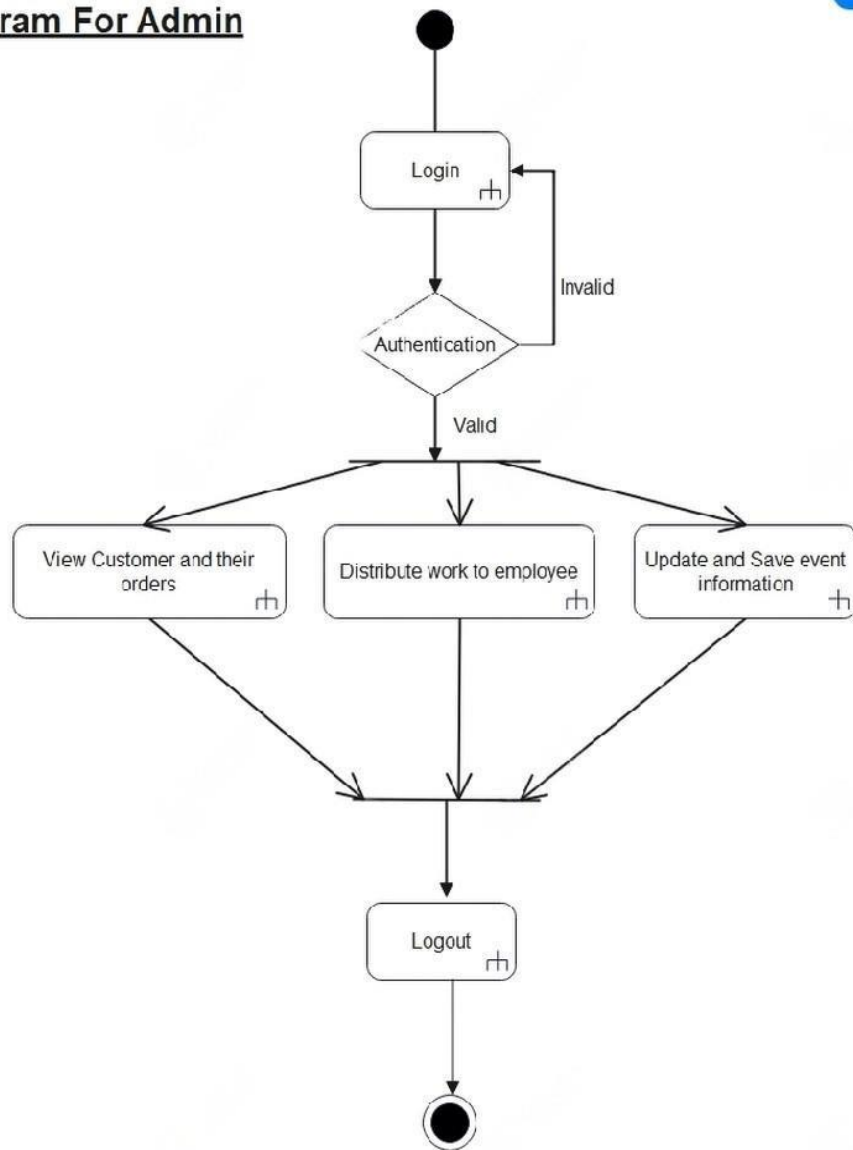 ram For Admin
Login
Invalid
Authentication
Valid
View Customer and their
orders
Distribute work to employee
Update and Save event
information
Logout